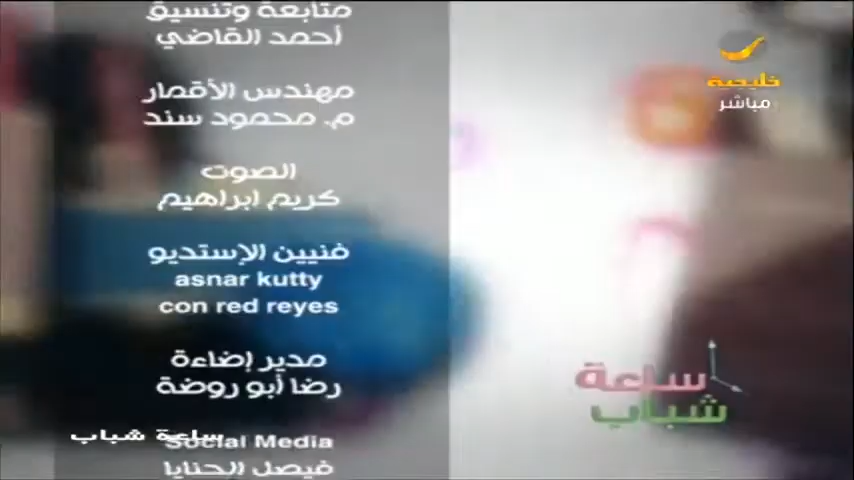 متابعة وتنسيق
أحمد القاضي
مهندس الأقمار
م. محمود سند
الصوت
كريم ابراهيم
فنيين الإستديو
asnar kutty
con red reyes
مدير إضاءة
رضا أبو روضة
Social Media
فيصل الحنايا
خليجية
مباشر
ساعة
شباب
ساعة شباب